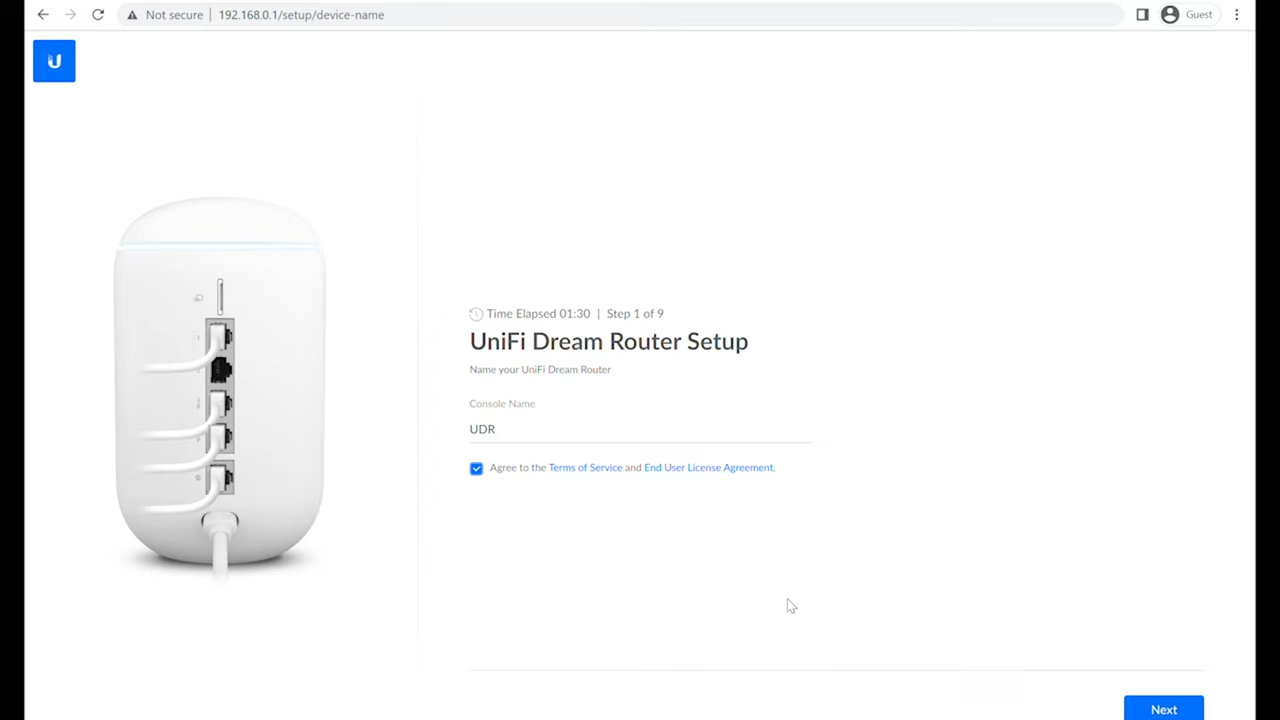 Not secure | 192.168.0.1/setup/device-name
Guest
U
Time Elapsed 01:30 | Step 1 of 9
UniFi Dream Router Setup
Name your UniFi Dream Router
Console Name
UDR
Agree to the Terms of Service and End User License Agreement.
Next